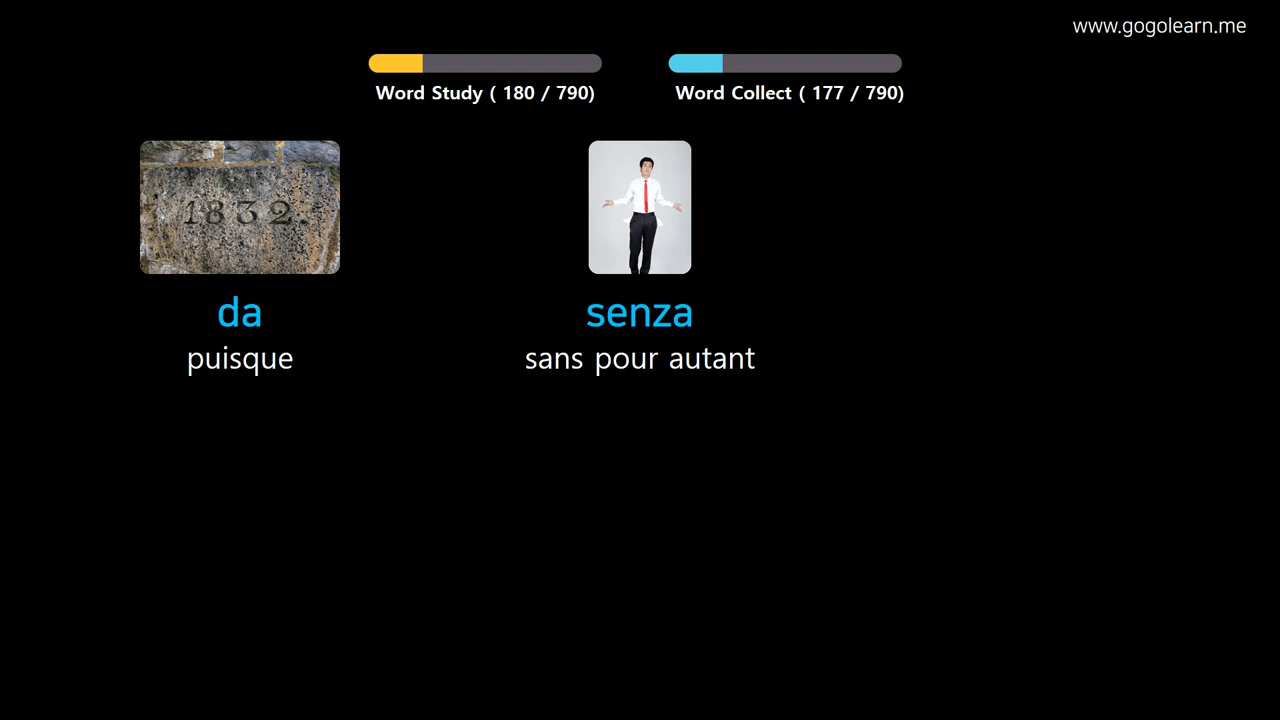 www.gogolearn.me
Word Study ( 180 / 790)
Word Collect ( 177 / 790)
1832.
da
senza
puisque
sans pour autant